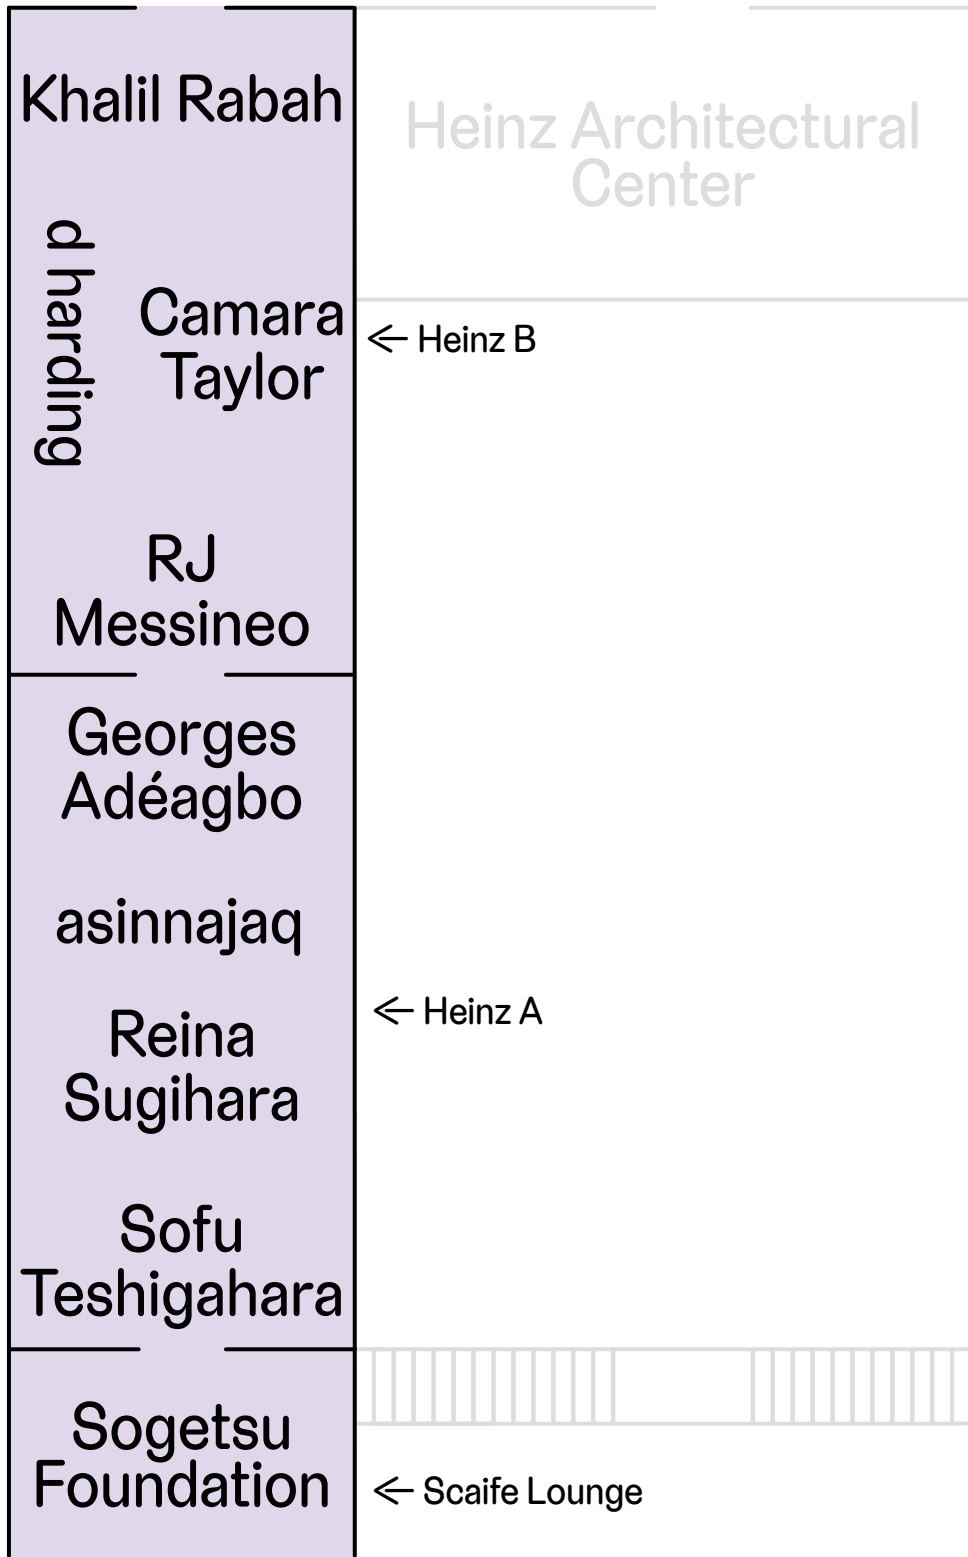 Khalil Rabah
Heinz Architectural
Center
d harding
Camara
Taylor
← Heinz B
RJ
Messineo
Georges
Adéagbo
asinnajaq
← Heinz A
Reina
Sugihara
Sofu
Teshigahara
Sogetsu
Foundation
← Scaife Lounge